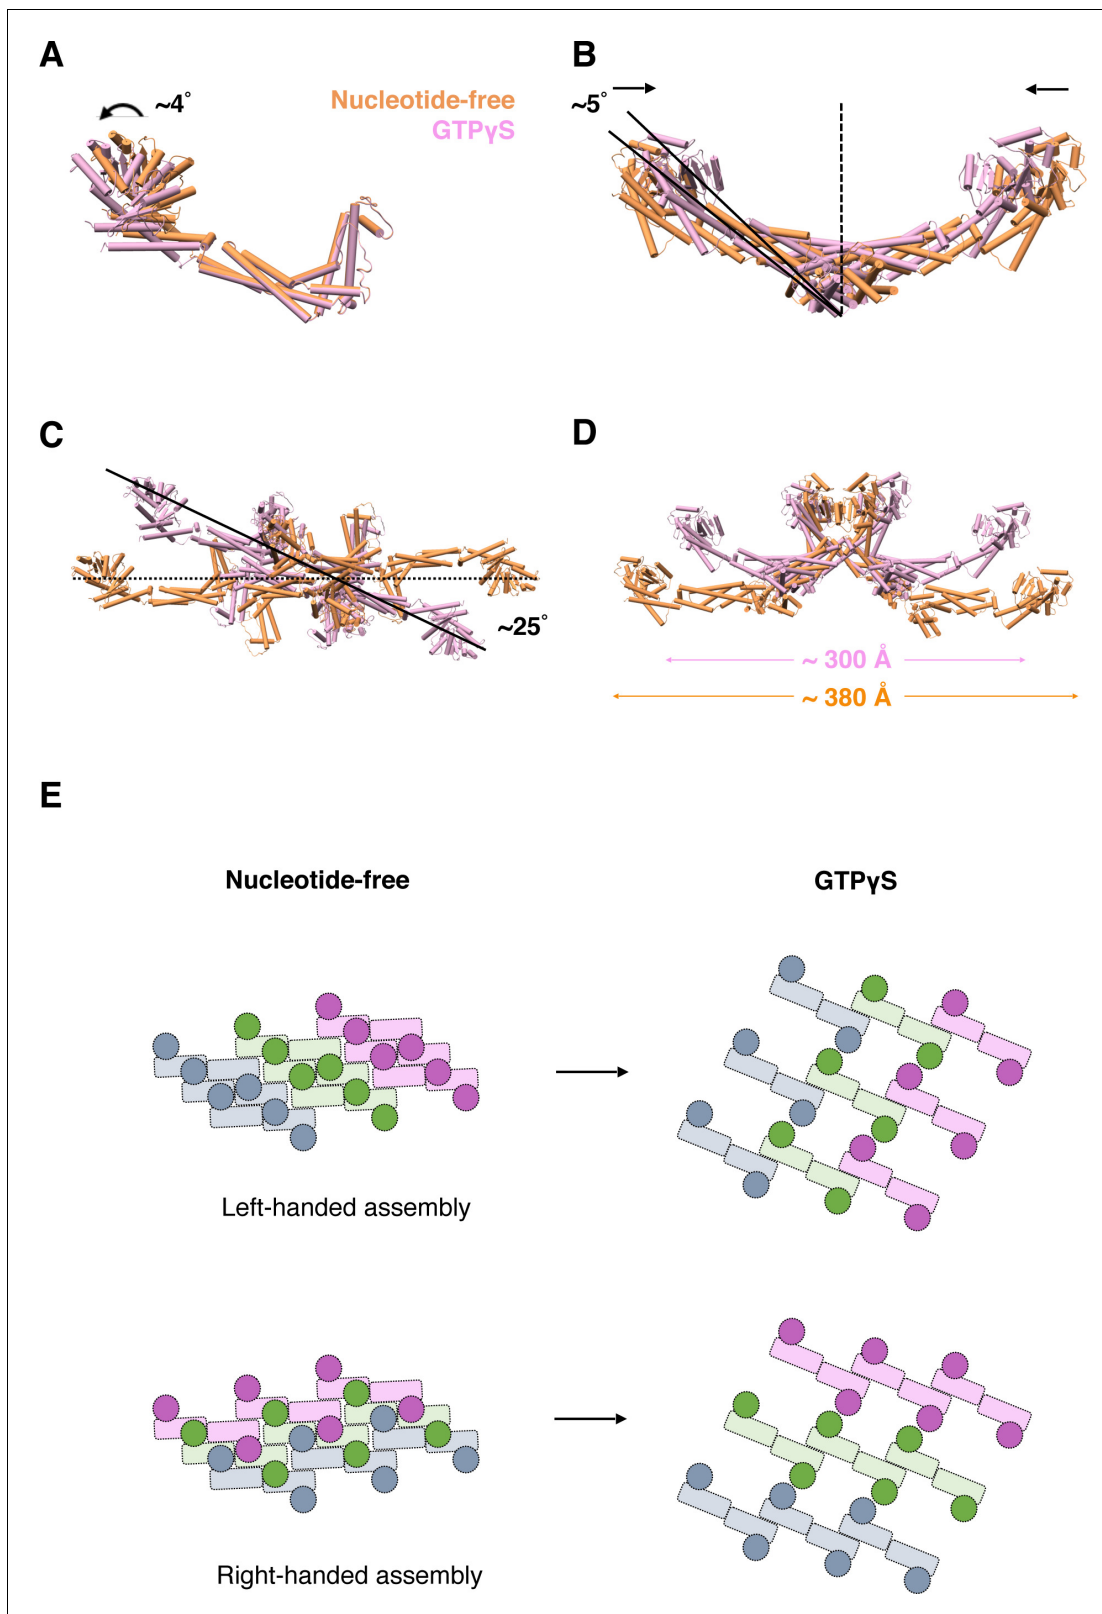 A
~4°
Nucleotide-free
GTPγS
B
~5°
C
~25°
D
~ 300 Å
~ 380 Å
E
Nucleotide-free
GTPγS
Left-handed assembly
Right-handed assembly